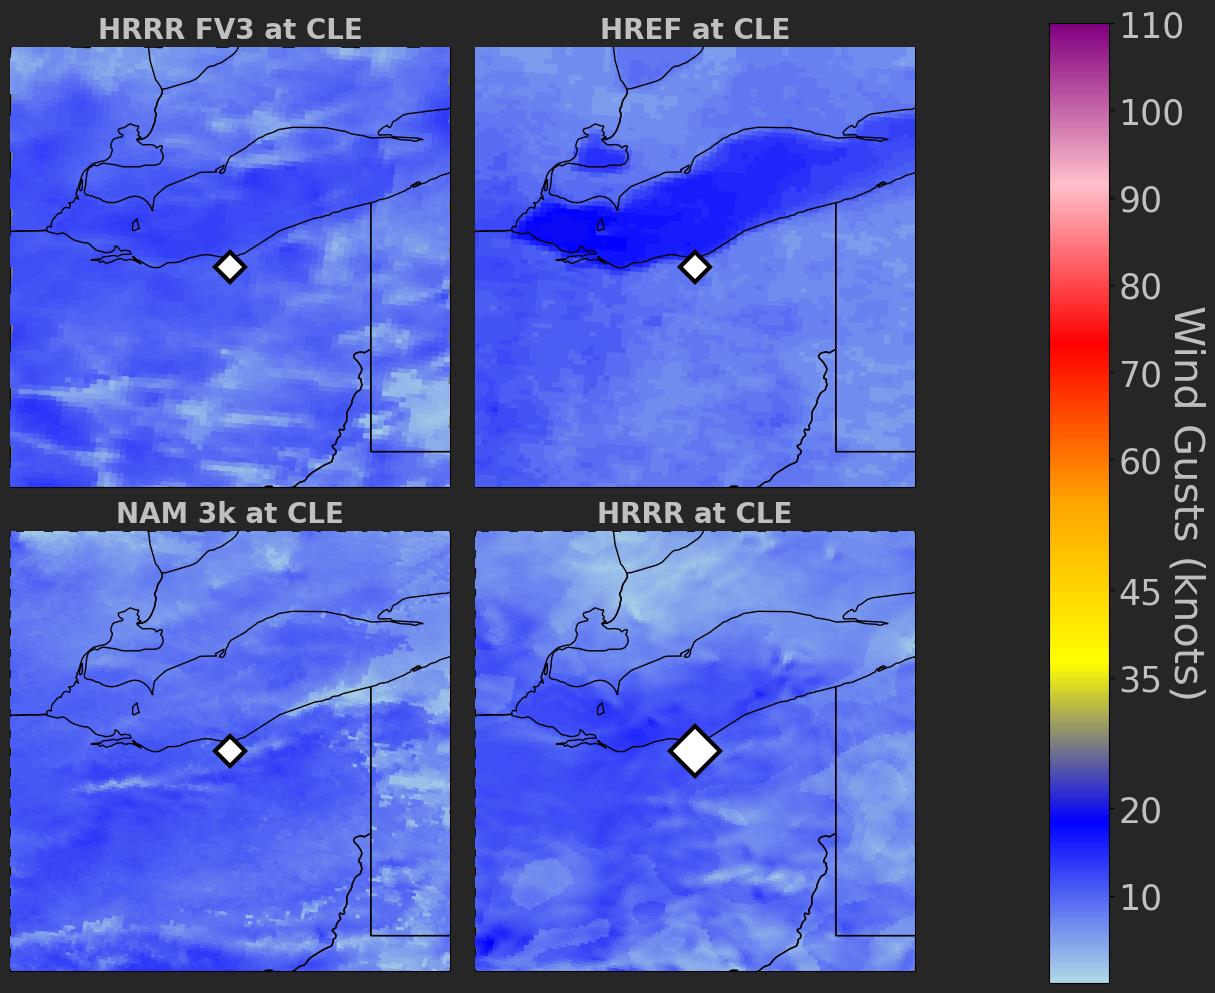 HRRR FV3 at CLE
HREF at CLE
NAM 3k at CLE
HRRR at CLE
110
100
90
80
70
60
45
35
20
10
Wind Gusts (knots)